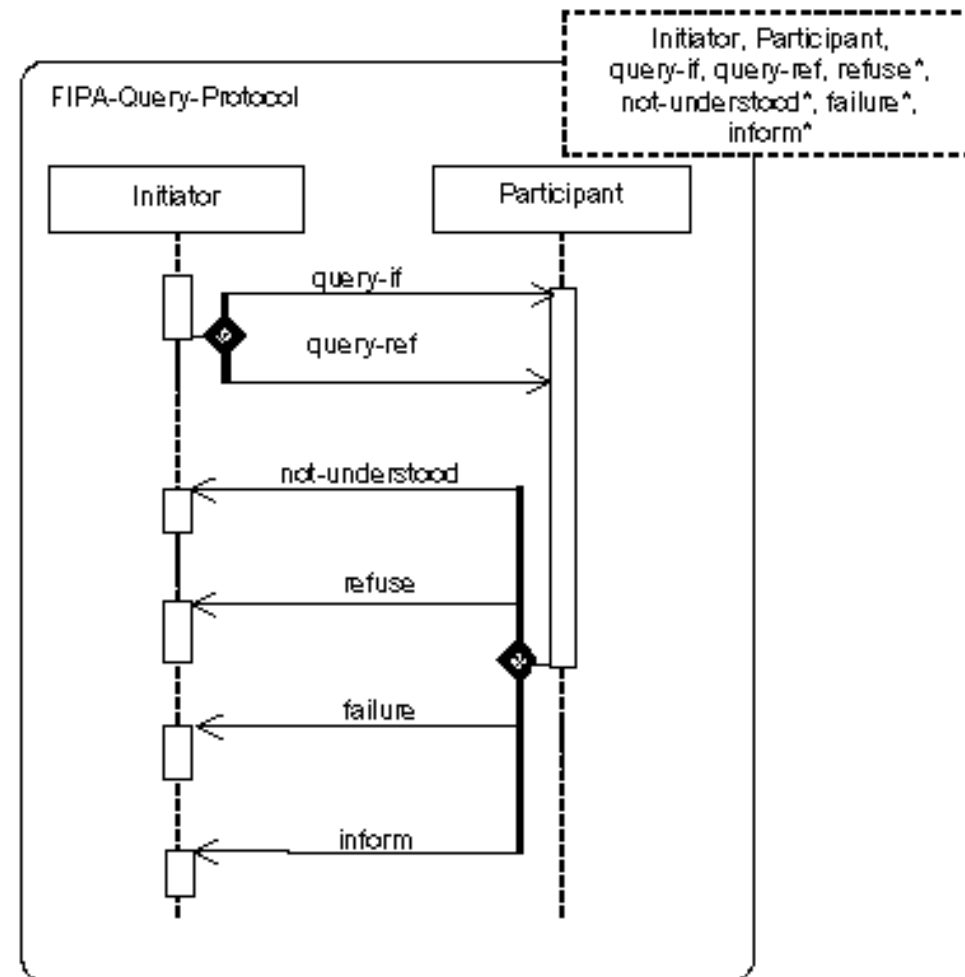 Initiator, Participant,
query-if, query-ref, refuse*,
not-understood*, failure*,
inform*
FIPA-Query-Protocol
Initiator
Participant
query-if
query-ref
not-understood
refuse
failure
inform